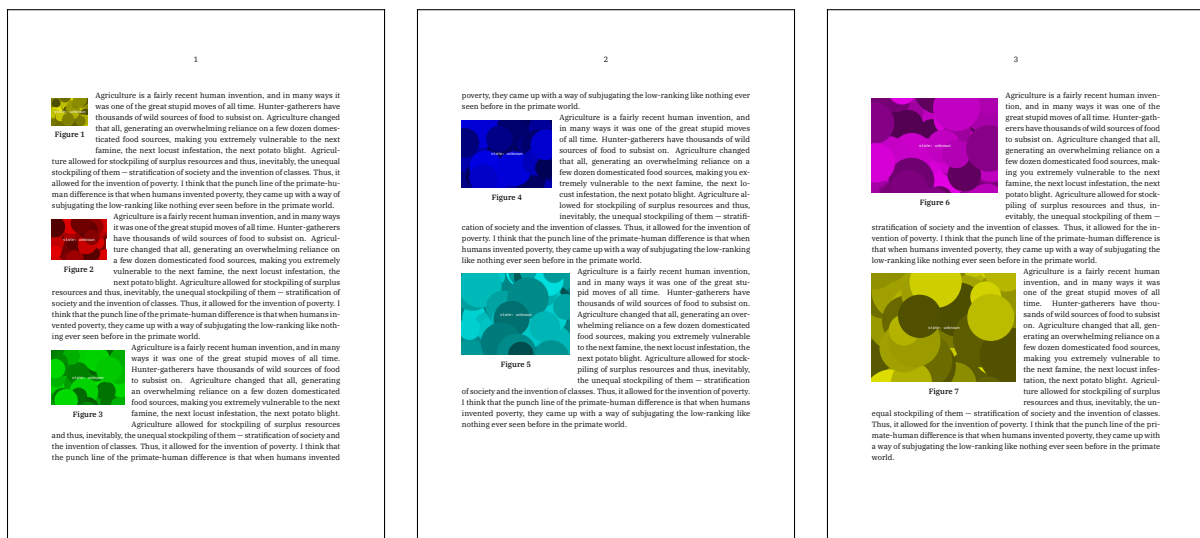 1
Agriculture is a fairly recent human invention, and in many ways it
was one of the great stupid moves of all time. Hunter-gatherers have
thousands of wild sources of food to subsist on. Agriculture changed
that all, generating an overwhelming reliance on a few dozen domes-
ticated food sources, making you extremely vulnerable to the next
famine, the next locust infestation, the next potato blight. Agricul-
ture allowed for stockpiling of surplus resources and thus, inevitably, the unequal
stockpiling of them — stratification of society and the invention of classes. Thus, it
allowed for the invention of poverty. I think that the punch line of the primate-hu-
man difference is that when humans invented poverty, they came up with a way of
subjugating the low-ranking like nothing ever seen before in the primate world.
Figure 1
Agriculture is a fairly recent human invention, and in many ways
it was one of the great stupid moves of all time. Hunter-gatherers
have thousands of wild sources of food to subsist on. Agricul-
ture changed that all, generating an overwhelming reliance on
a few dozen domesticated food sources, making you extremely
vulnerable to the next famine, the next locust infestation, the
next potato blight. Agriculture allowed for stockpiling of surplus
resources and thus, inevitably, the unequal stockpiling of them — stratification of
society and the invention of classes. Thus, it allowed for the invention of poverty. I
think that the punch line of the primate-human difference is that when humans in-
vented poverty, they came up with a way of subjugating the low-ranking like noth-
ing ever seen before in the primate world.
state: unknown
Figure 2
Agriculture is a fairly recent human invention, and in many
ways it was one of the great stupid moves of all time.
Hunter-gatherers have thousands of wild sources of food
to subsist on. Agriculture changed that all, generating
an overwhelming reliance on a few dozen domesticated
food sources, making you extremely vulnerable to the next
famine, the next locust infestation, the next potato blight.
Agriculture allowed for stockpiling of surplus resources
and thus, inevitably, the unequal stockpiling of them — stratification of society and
the invention of classes. Thus, it allowed for the invention of poverty. I think that
the punch line of the primate-human difference is that when humans invented
state: unknown
Figure 3
2
poverty, they came up with a way of subjugating the low-ranking like nothing ever
seen before in the primate world.
Agriculture is a fairly recent human invention, and
in many ways it was one of the great stupid moves
of all time. Hunter-gatherers have thousands of wild
sources of food to subsist on. Agriculture changed
that all, generating an overwhelming reliance on a
few dozen domesticated food sources, making you ex-
tremely vulnerable to the next famine, the next lo-
cust infestation, the next potato blight. Agriculture al-
lowed for stockpiling of surplus resources and thus,
inevitably, the unequal stockpiling of them — stratifi-
cation of society and the invention of classes. Thus, it allowed for the invention of
poverty. I think that the punch line of the primate-human difference is that when
humans invented poverty, they came up with a way of subjugating the low-ranking
like nothing ever seen before in the primate world.
state: unknown
Figure 4
Agriculture is a fairly recent human invention,
and in many ways it was one of the great stu-
pid moves of all time. Hunter-gatherers have
thousands of wild sources of food to subsist on.
Agriculture changed that all, generating an over-
whelming reliance on a few dozen domesticated
food sources, making you extremely vulnerable
to the next famine, the next locust infestation, the
next potato blight. Agriculture allowed for stock-
piling of surplus resources and thus, inevitably,
the unequal stockpiling of them — stratification
of society and the invention of classes. Thus, it allowed for the invention of poverty.
I think that the punch line of the primate-human difference is that when humans
invented poverty, they came up with a way of subjugating the low-ranking like
nothing ever seen before in the primate world.
state: unknown
Figure 5
3
Agriculture is a fairly recent human inven-
tion, and in many ways it was one of the
great stupid moves of all time. Hunter-gath-
erers have thousands of wild sources of food
to subsist on. Agriculture changed that all,
generating an overwhelming reliance on a
few dozen domesticated food sources, mak-
ing you extremely vulnerable to the next
famine, the next locust infestation, the next
potato blight. Agriculture allowed for stock-
piling of surplus resources and thus, in-
evitably, the unequal stockpiling of them —
stratification of society and the invention of classes. Thus, it allowed for the in-
vention of poverty. I think that the punch line of the primate-human difference is
that when humans invented poverty, they came up with a way of subjugating the
low-ranking like nothing ever seen before in the primate world.
state: unknown
Figure 6
Agriculture is a fairly recent human
invention, and in many ways it was
one of the great stupid moves of all
time. Hunter-gatherers have thou-
sands of wild sources of food to subsist
on. Agriculture changed that all, gen-
erating an overwhelming reliance on a
few dozen domesticated food sources,
making you extremely vulnerable to
the next famine, the next locust infes-
tation, the next potato blight. Agricul-
ture allowed for stockpiling of surplus
resources and thus, inevitably, the un-
equal stockpiling of them — stratification of society and the invention of classes.
Thus, it allowed for the invention of poverty. I think that the punch line of the pri-
mate-human difference is that when humans invented poverty, they came up with
a way of subjugating the low-ranking like nothing ever seen before in the primate
world.
state: unknown
Figure 7